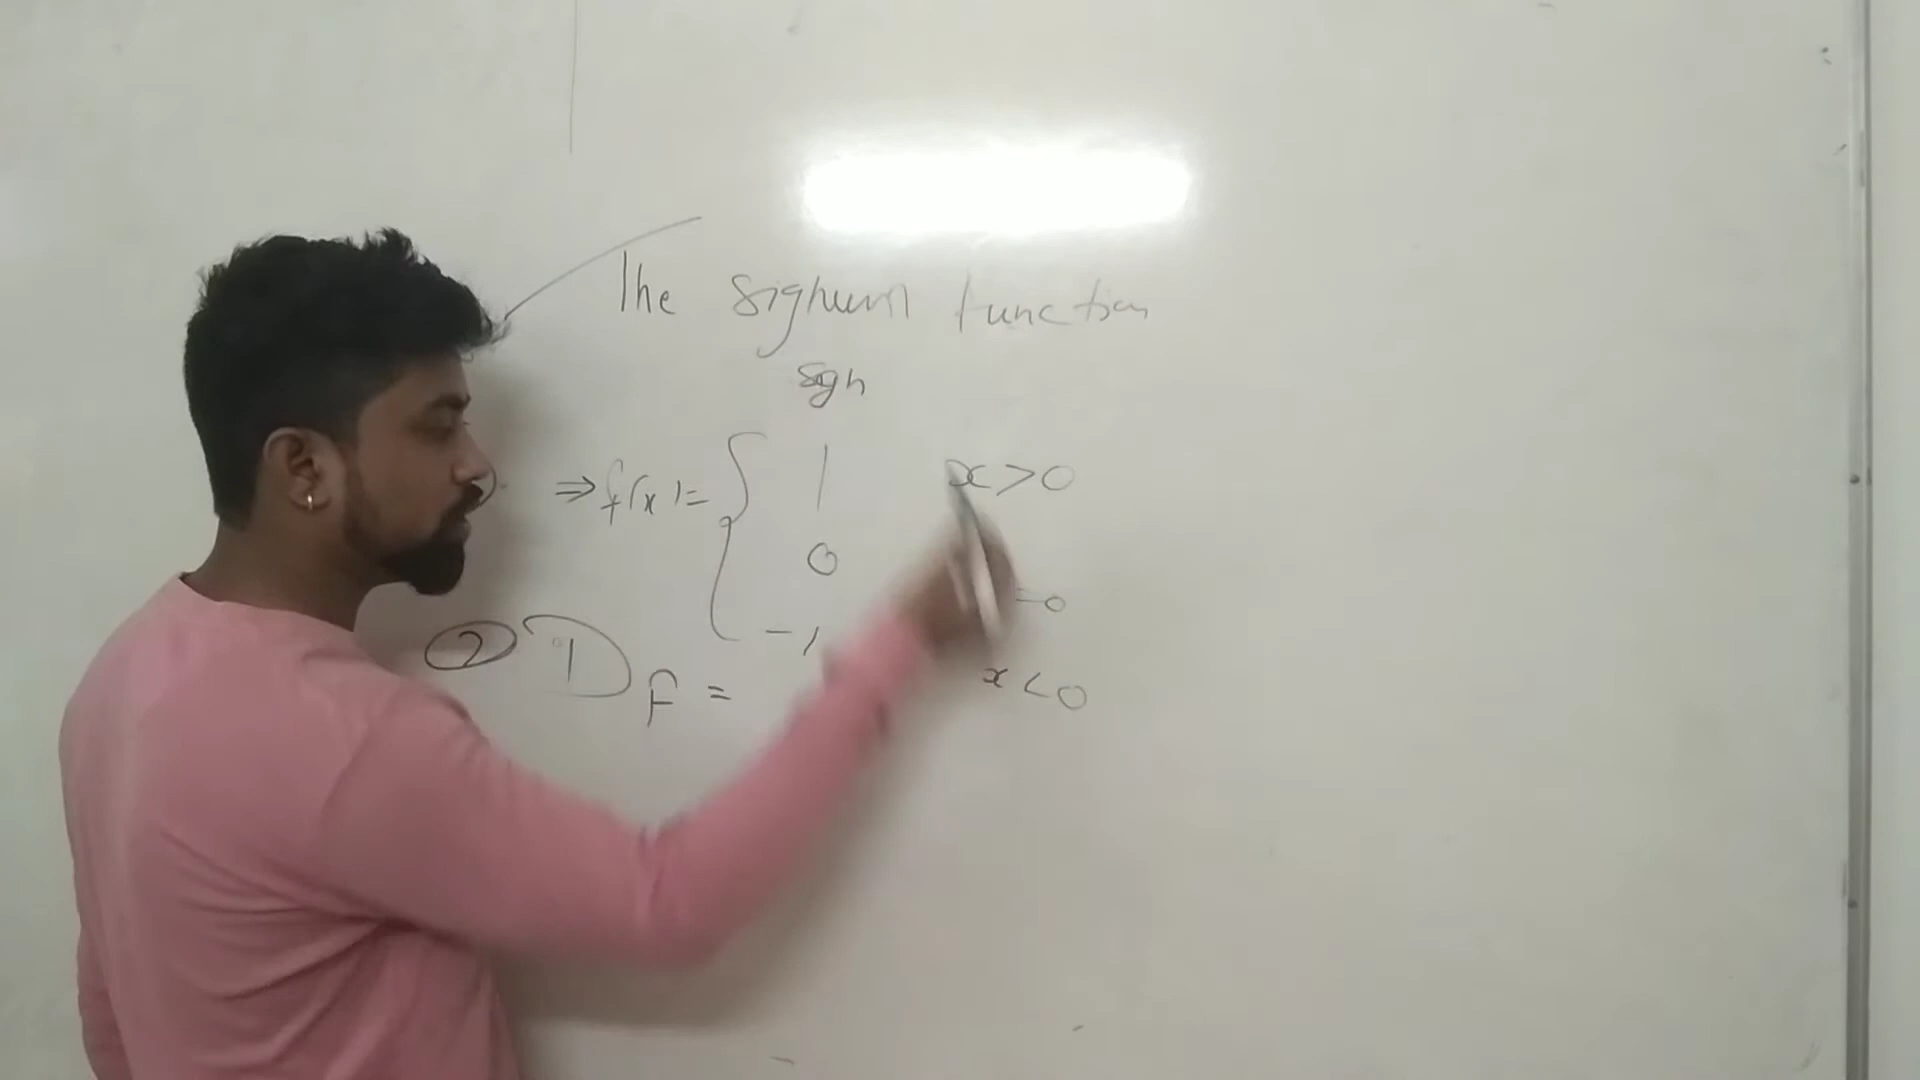 The signum function
sgn
⇒ f(x) = { 1 x > 0
0 = 0
-1 x < 0
② D f =